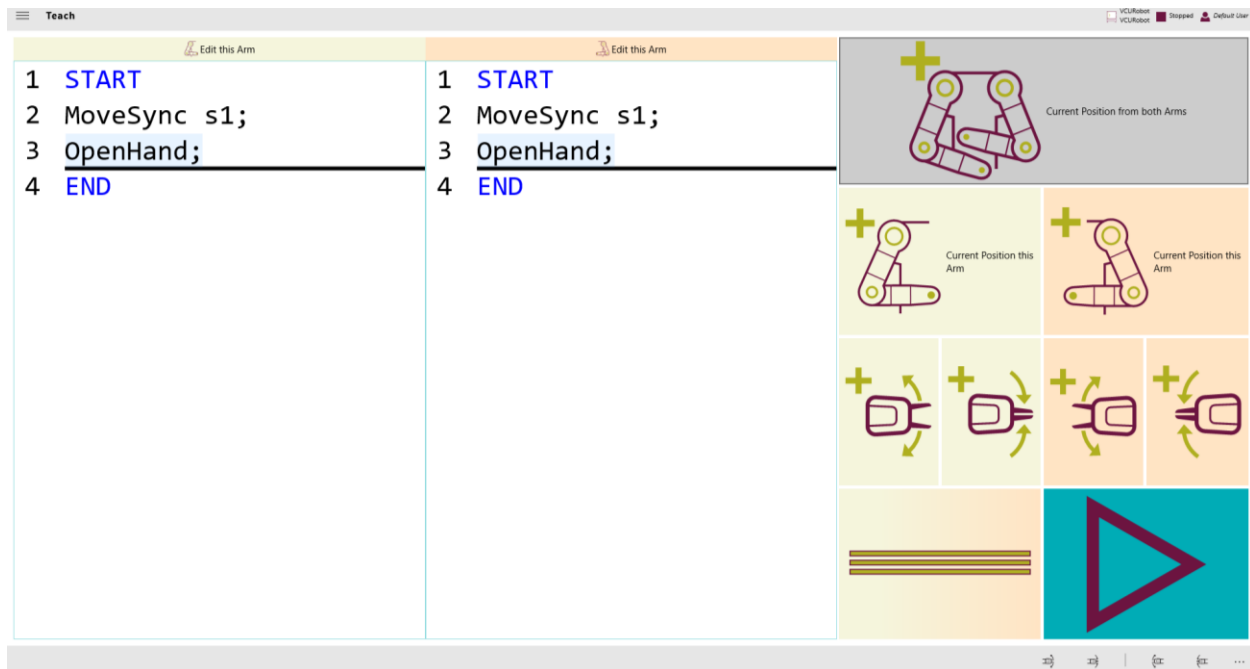 Teach
VCURobot
VCURobot
Stopped
Default User
Edit this Arm
Edit this Arm
1 START
2 MoveSync s1;
3 OpenHand;
4 END
1 START
2 MoveSync s1;
3 OpenHand;
4 END
Current Position from both Arms
Current Position this
Arm
Current Position this
Arm